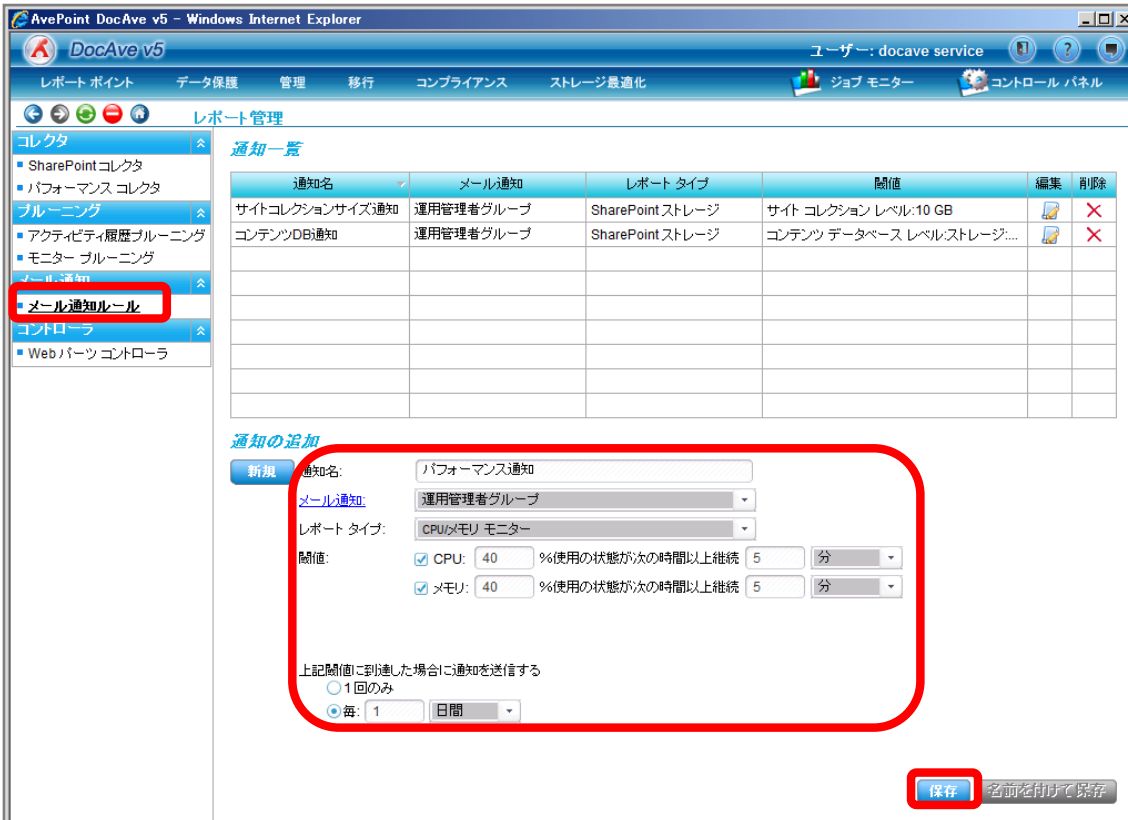 AvePoint DocAve v5 - Windows Internet Explorer
DocAve v5
ユーザー: docave service
レポート ポイント データ保護 管理 移行 コンプライアンス ストレージ最適化 ジョブ モニター コントロール パネル
レポート管理
コレクタ
SharePoint コレクタ
パフォーマンス コレクタ
プルーニング
アクティビティ履歴プルーニング
モニター プルーニング
メール通知
メール通知ルール
コントローラ
Web パーツ コントローラ
通知一覧
通知名 メール通知 レポート タイプ 閾値 編集 削除
サイトコレクションサイズ通知 運用管理者グループ SharePoint ストレージ サイト コレクション レベル:10 GB
コンテンツDB通知 運用管理者グループ SharePoint ストレージ コンテンツ データベース レベル:ストレージ:...
通知の追加
新規
通知名: パフォーマンス通知
メール通知: 運用管理者グループ
レポート タイプ: CPU/メモリ モニター
閾値: CPU: 40 %使用の状態が次の時間以上継続 5 分
メモリ: 40 %使用の状態が次の時間以上継続 5 分
上記閾値に到達した場合に通知を送信する
1回のみ
毎: 1 日間
保存 名前を付けて保存